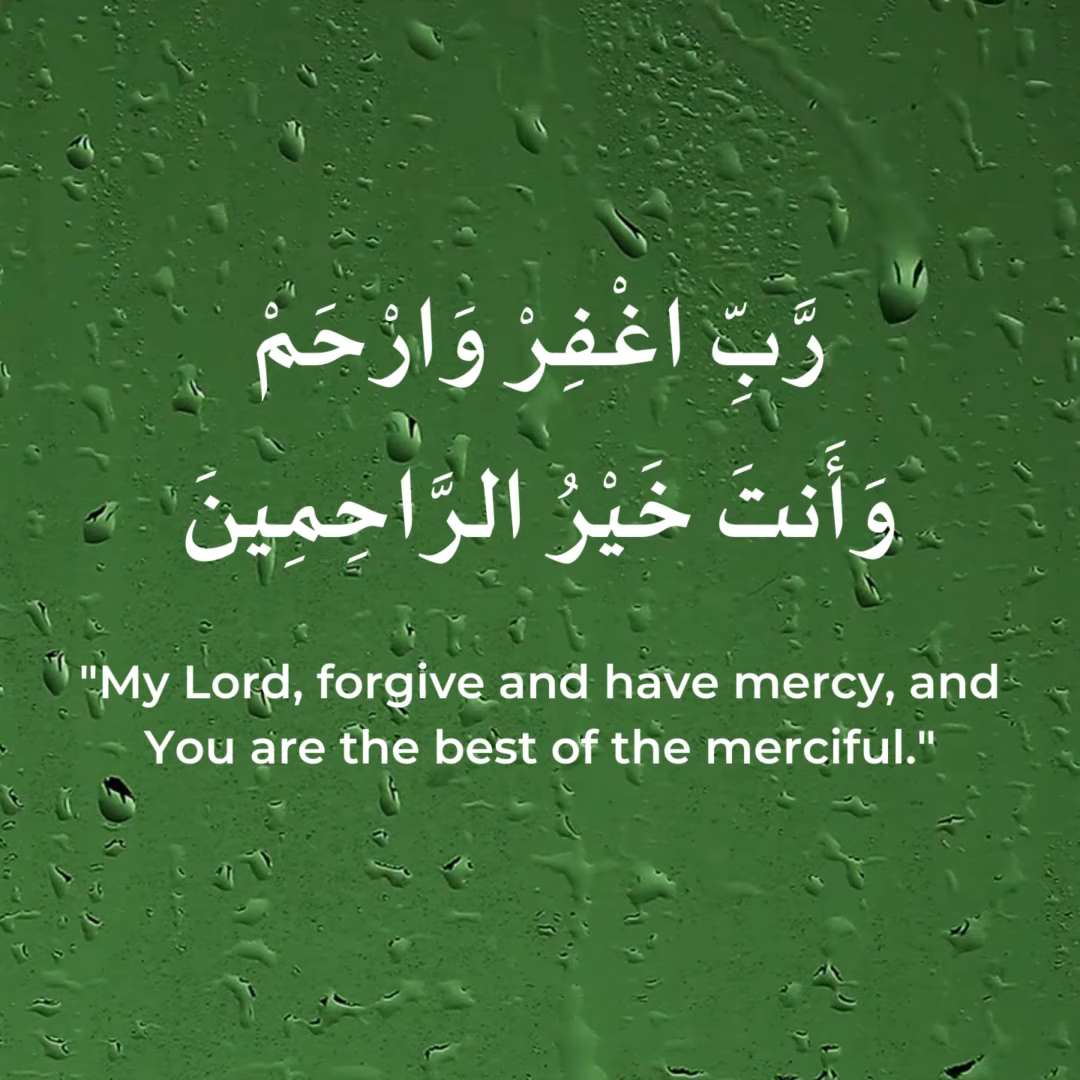 رَّبِّ اغْفِرْ وَارْحَمْ
وَأَنتَ خَيْرُ الرَّاحِمِينَ
"My Lord, forgive and have mercy, and
You are the best of the merciful."